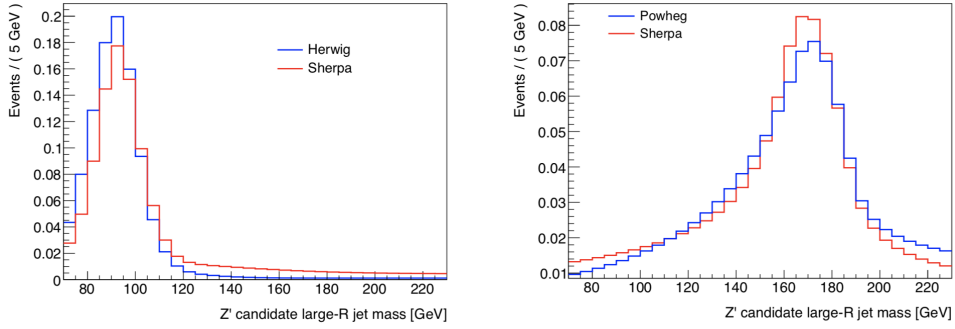 Events / ( 5 GeV )
0.2
0.18
0.16
0.14
0.12
0.1
0.08
0.06
0.04
0.02
0
Herwig
Sherpa
80 100 120 140 160 180 200 220
Z' candidate large-R jet mass [GeV]
Events / ( 5 GeV )
0.08
0.07
0.06
0.05
0.04
0.03
0.02
0.01
Powheg
Sherpa
80 100 120 140 160 180 200 220
Z' candidate large-R jet mass [GeV]